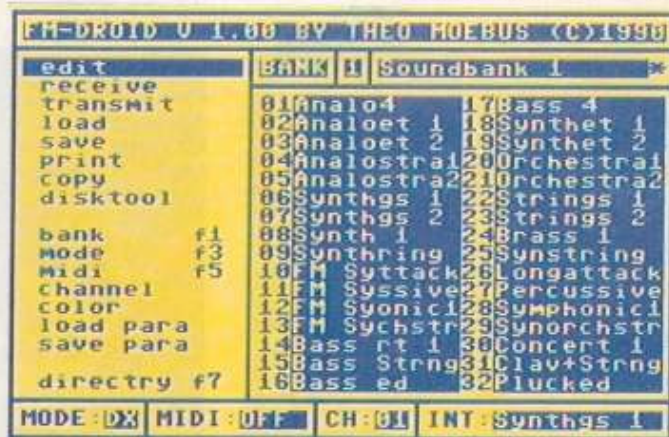 FM-DROID V 1.00 BY THEO MOEBUS (C)1990
edit
receive
transmit
load
save
print
copy
disktool
bank f1
mode f3
midi f5
channel
color
load para
save para
directry f7
BANK 1 Soundbank 1 *
01Analo4
02Analoet 1
03Analoet 2
04Analostra1
05Analostra2
06Synthgs 1
07Synthgs 2
08Synth 1
09Synthring
10FM Syttack
11FM Syssive
12FM Syonic1
13FM Sychstr
14Bass rt 1
15Bass Strng
16Bass ed
17Bass 4
18Synthet 1
19Synthet 2
20Orchestra1
21Orchestra2
22Strings 1
23Strings 2
24Brass 1
25Synstring
26Longattack
27Percussive
28Symphonic1
29Synorchstr
30Concert 1
31Clav+Strng
32Plucked
MODE:DX MIDI:OFF CH:01 INT:Synthgs 1